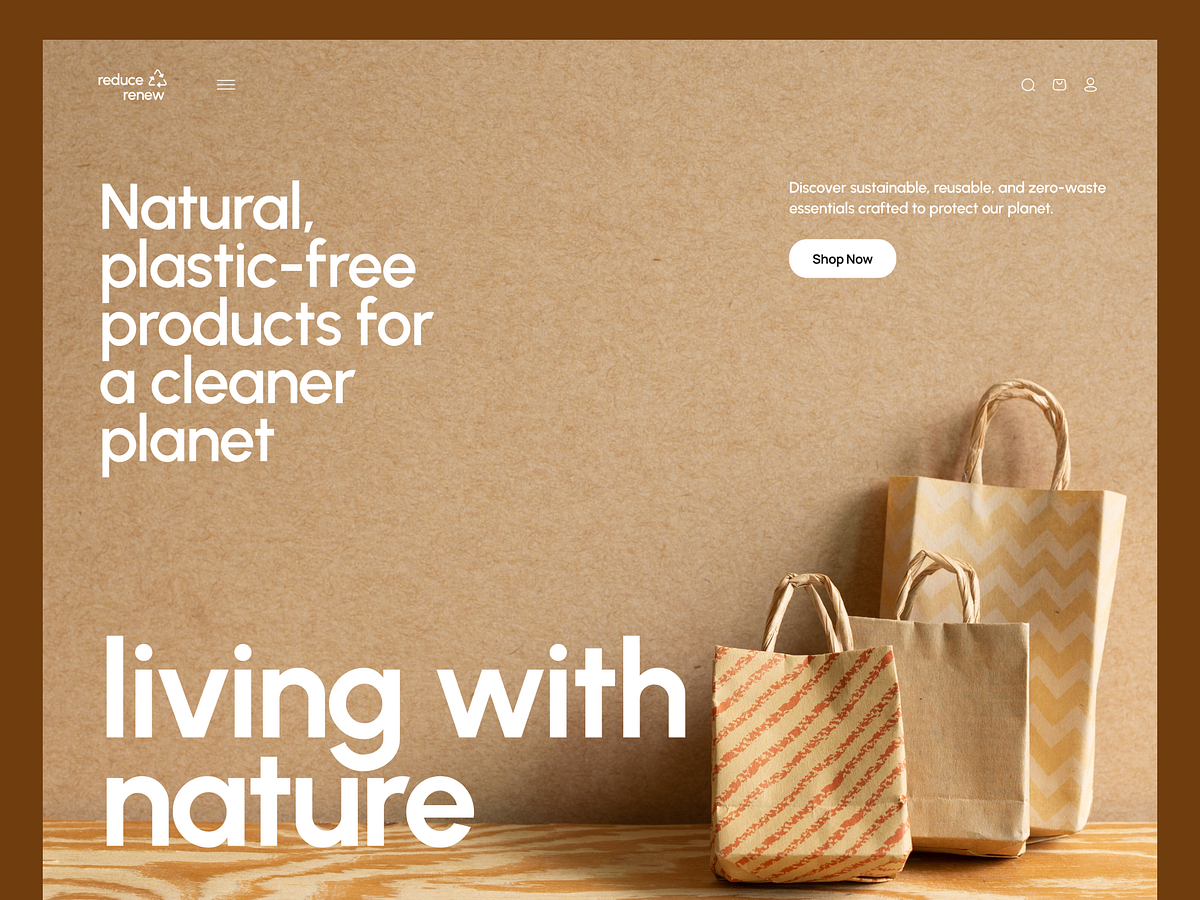 reduce
renew
Natural,
plastic-free
products for
a cleaner
planet
Discover sustainable, reusable, and zero-waste
essentials crafted to protect our planet.
Shop Now
living with
nature